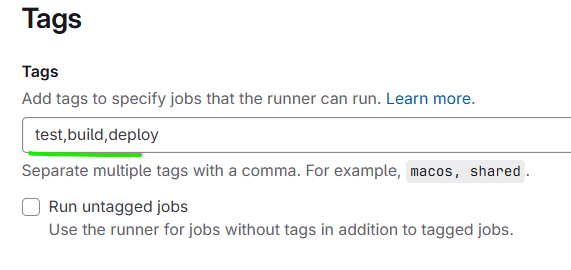 Tags
Tags
Add tags to specify jobs that the runner can run. Learn more.
test,build,deploy
Separate multiple tags with a comma. For example, macos, shared.
Run untagged jobs
Use the runner for jobs without tags in addition to tagged jobs.